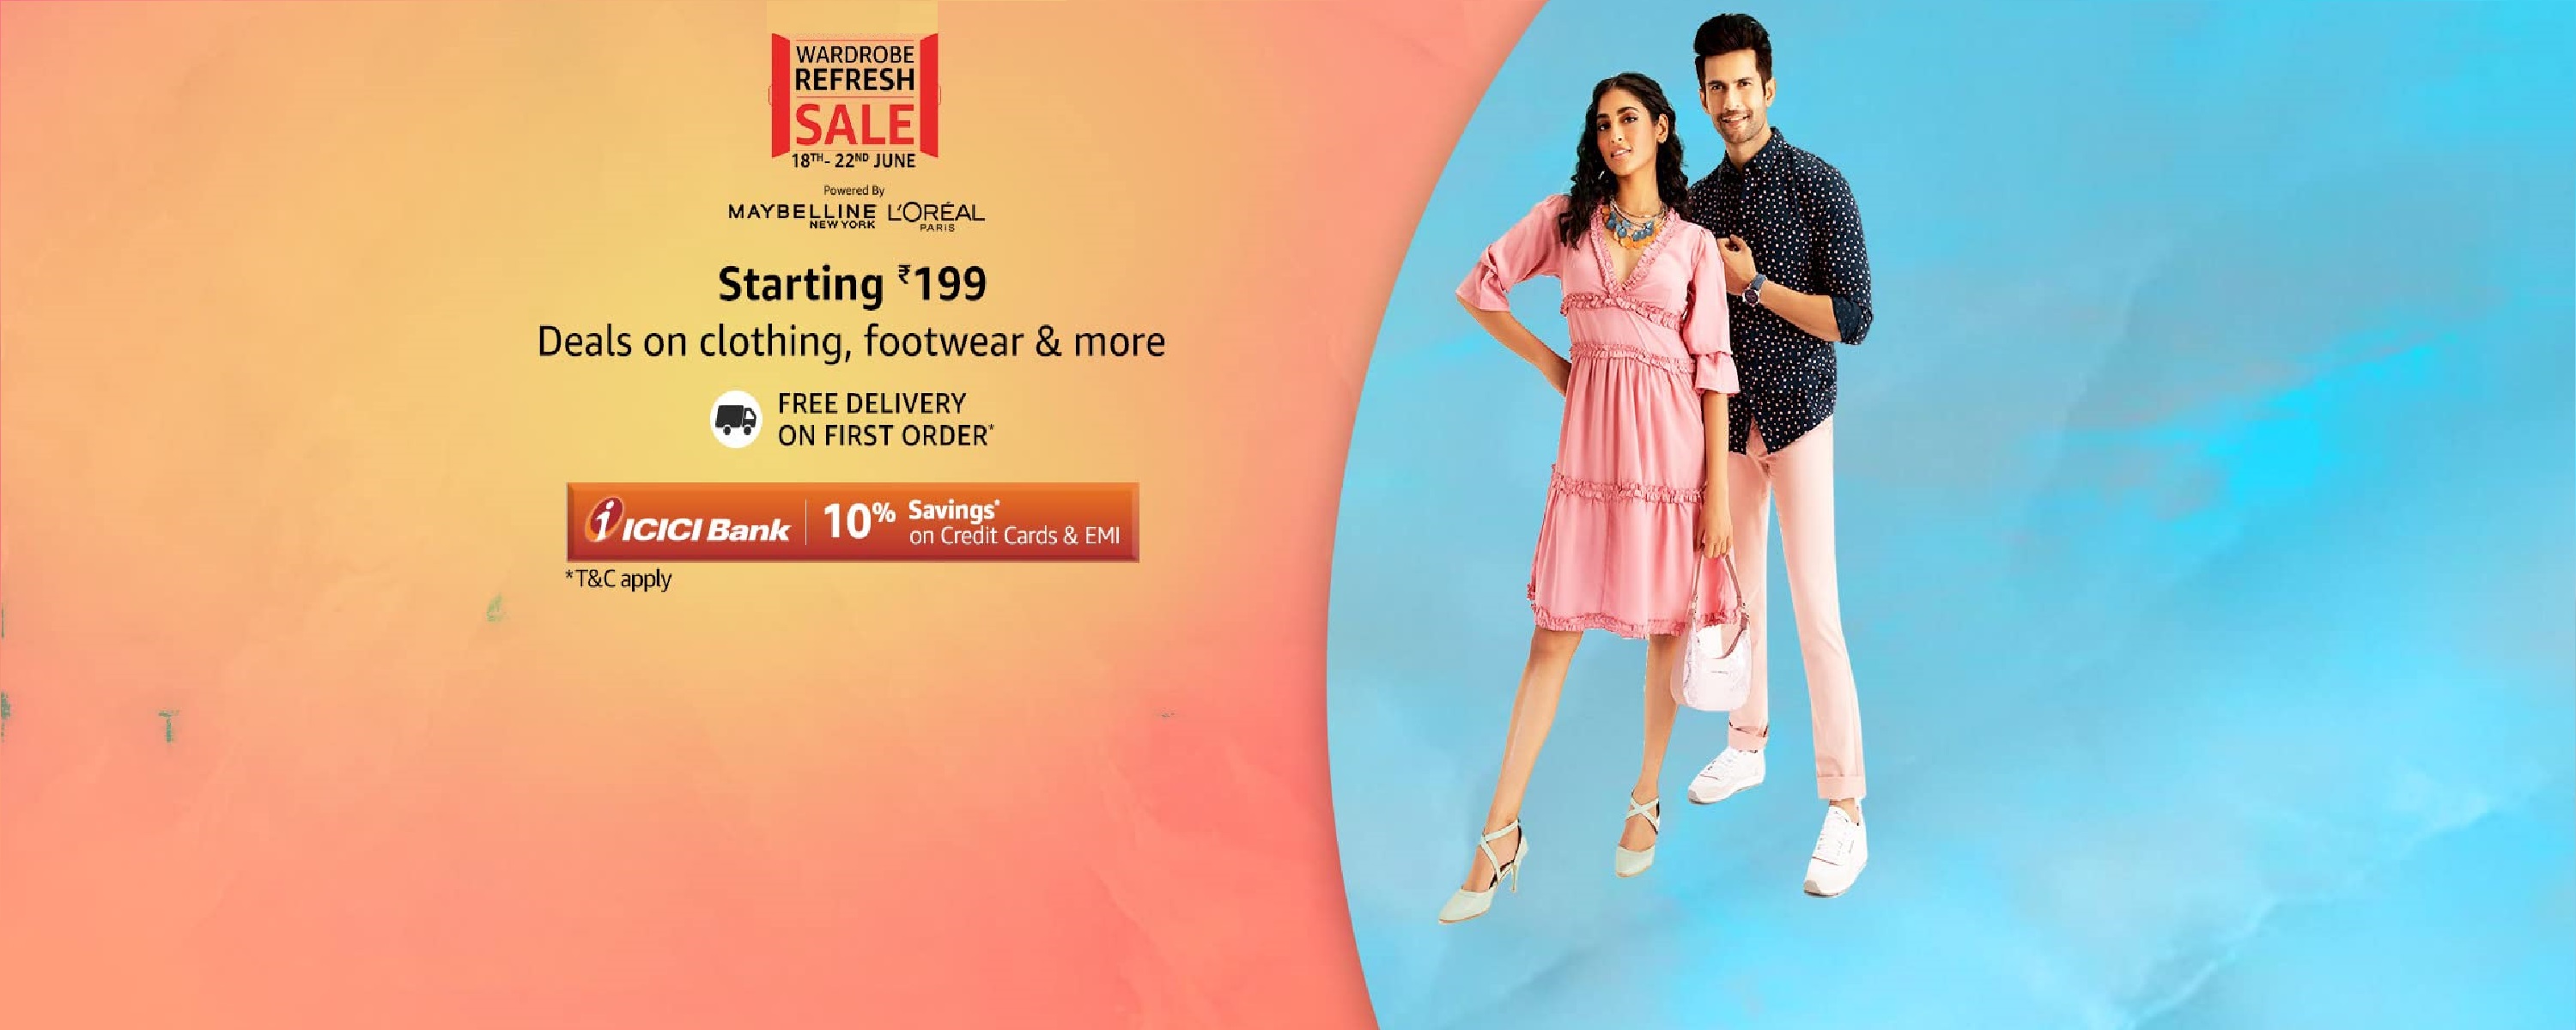 WARDROBE
REFRESH
SALE
18TH- 22ND JUNE
Powered By
MAYBELLINE L'ORÉAL
NEW YORK PARIS
Starting ₹199
Deals on clothing, footwear & more
FREE DELIVERY
ON FIRST ORDER*
i ICICI Bank 10% Savings*
on Credit Cards & EMI
*T&C apply